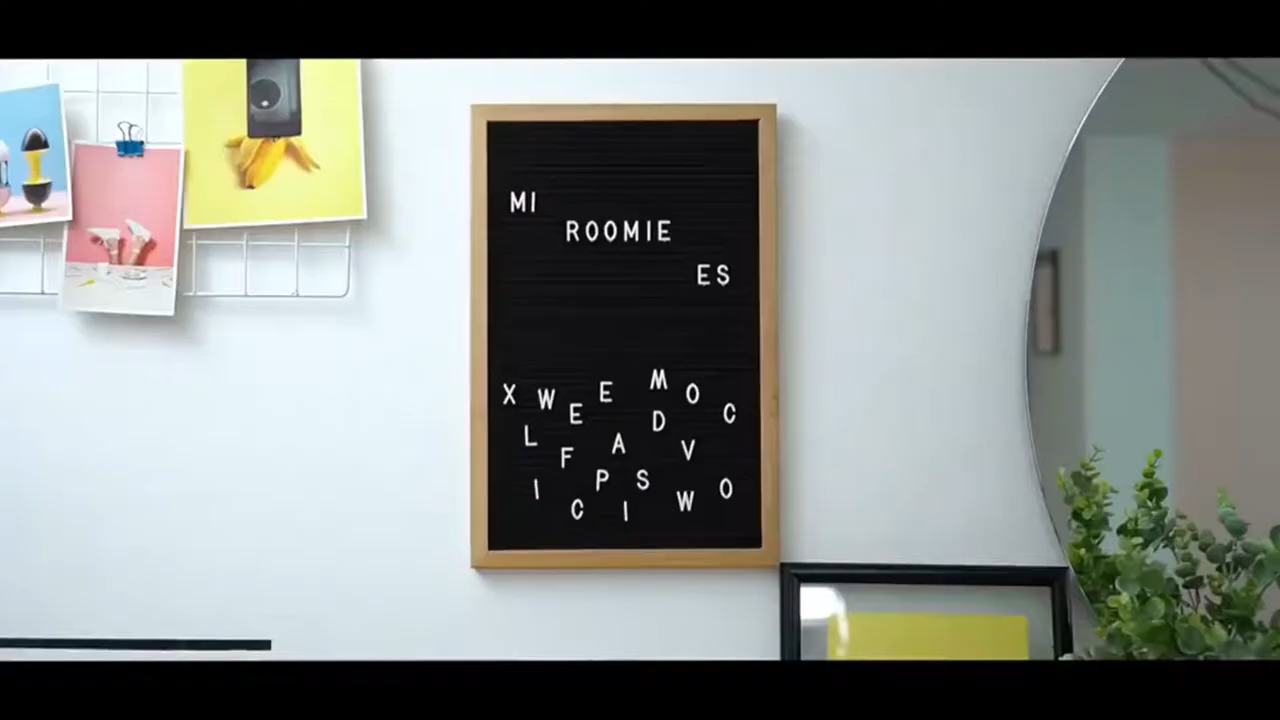 MI
ROOMIE
ES
X W E E M O C
L F A D V
I C P I S W O